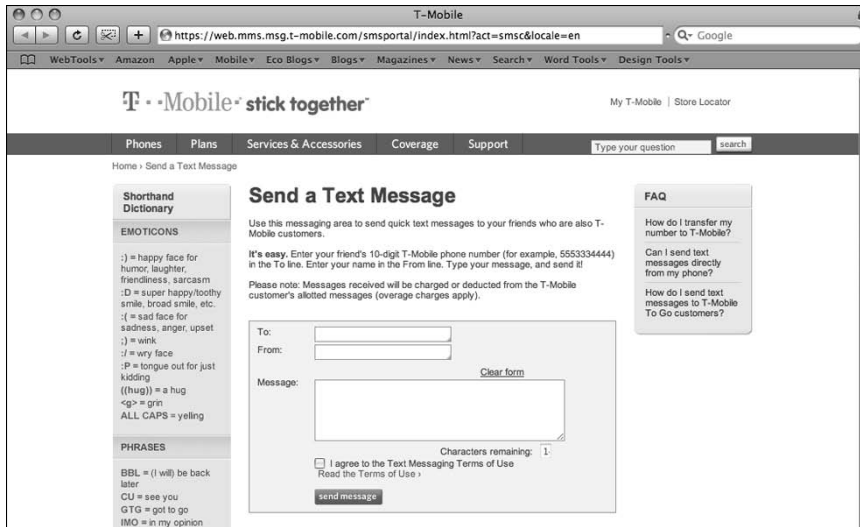 T-Mobile
https://web.mms.msg.t-mobile.com/smsportal/index.html?act=smsc&locale=en
Google
WebTools Amazon Apple Mobile Eco Blogs Blogs Magazines News Search Word Tools Design Tools
T··Mobile· stick together
My T-Mobile | Store Locator
Phones Plans Services & Accessories Coverage Support
Type your question
search
Home › Send a Text Message
Shorthand
Dictionary
EMOTICONS
:) = happy face for
humor, laughter,
friendliness, sarcasm
:D = super happy/toothy
smile, broad smile, etc.
:( = sad face for
sadness, anger, upset
;) = wink
:/ = wry face
:P = tongue out for just
kidding
((hug)) = a hug
<g> = grin
ALL CAPS = yelling
PHRASES
BBL = (I will) be back
later
CU = see you
GTG = got to go
IMO = in my opinion
Send a Text Message
Use this messaging area to send quick text messages to your friends who are also T-
Mobile customers.
It's easy. Enter your friend's 10-digit T-Mobile phone number (for example, 5553334444)
in the To line. Enter your name in the From line. Type your message, and send it!
Please note: Messages received will be charged or deducted from the T-Mobile
customer's allotted messages (overage charges apply).
To:
From:
Clear form
Message:
Characters remaining: 1
I agree to the Text Messaging Terms of Use
Read the Terms of Use ›
send message
FAQ
How do I transfer my
number to T-Mobile?
Can I send text
messages directly
from my phone?
How do I send text
messages to T-Mobile
To Go customers?